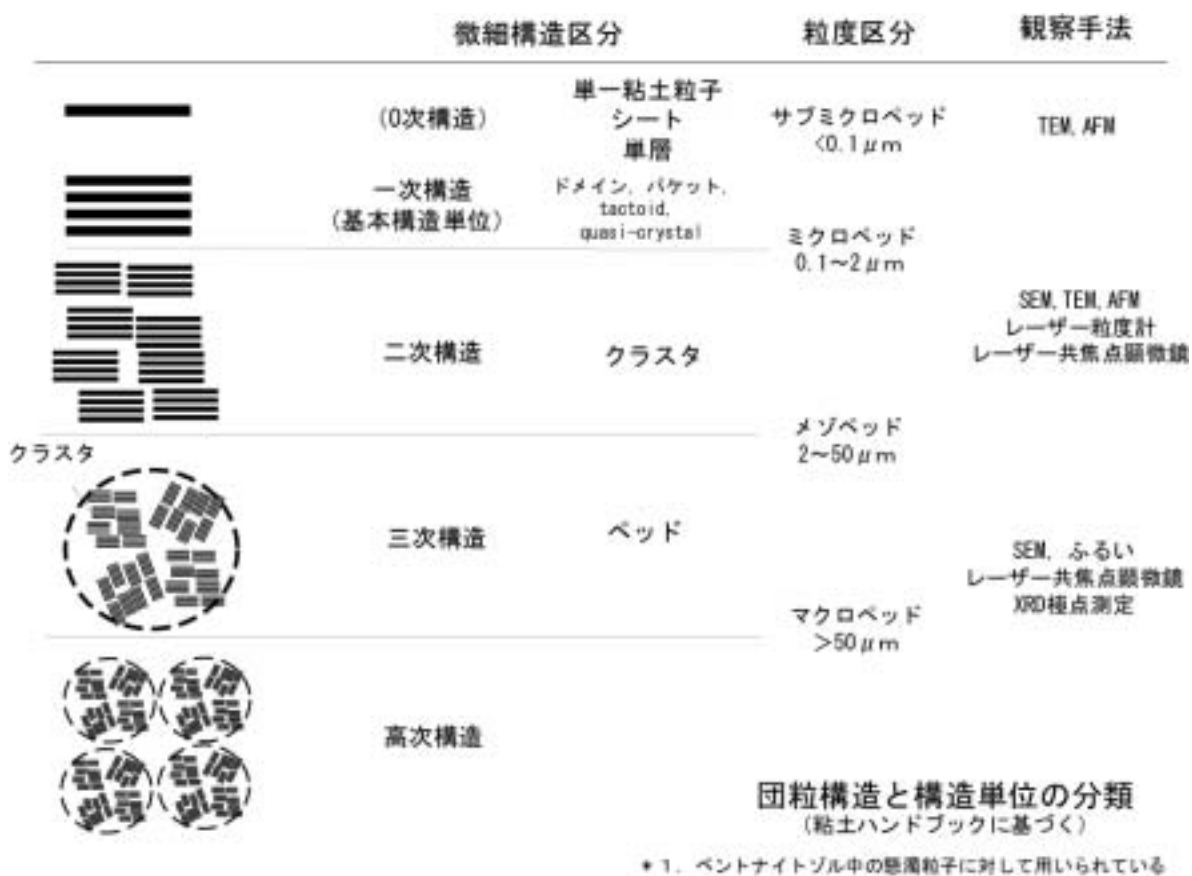 微細構造区分 粒度区分 観察手法
(0次構造)
単一粘土粒子
シート
単層
サブミクロペッド
<0.1μm
TEM, AFM
一次構造
(基本構造単位)
ドメイン, パケット,
tactoid,
quasi-crystal
ミクロペッド
0.1~2μm
二次構造
クラスタ
SEM, TEM, AFM
レーザー粒度計
レーザー共焦点顕微鏡
メゾペッド
2~50μm
クラスタ
三次構造
ペッド
SEM, ふるい
レーザー共焦点顕微鏡
XRD極点測定
マクロペッド
>50μm
高次構造
団粒構造と構造単位の分類
(粘土ハンドブックに基づく)
*1. ベントナイトゾル中の懸濁粒子に対して用いられている